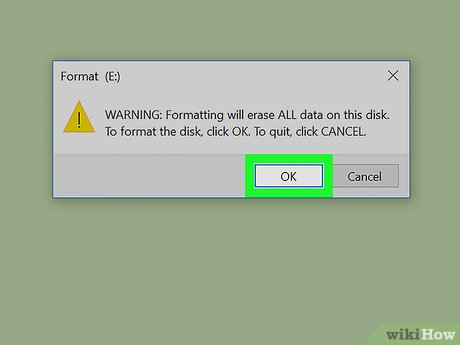 Format (E:)
WARNING: Formatting will erase ALL data on this disk.
To format the disk, click OK. To quit, click CANCEL.
OK
Cancel
wikiHow